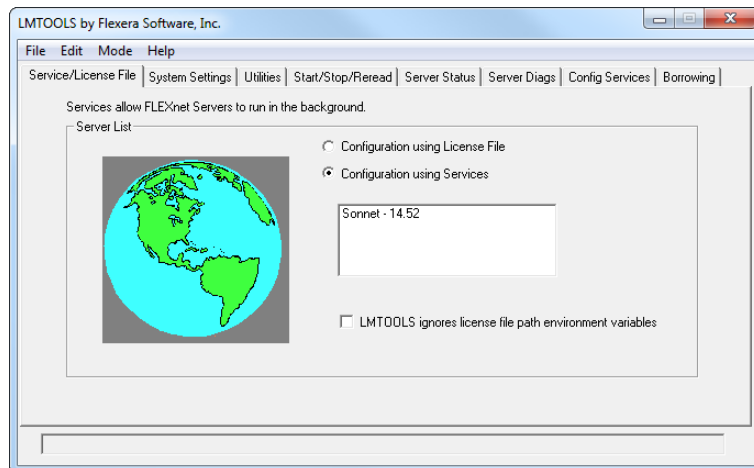 LMTOOLS by Flexera Software, Inc.
File Edit Mode Help
Service/License File System Settings Utilities Start/Stop/Reread Server Status Server Diags Config Services Borrowing
Services allow FLEXnet Servers to run in the background.
Server List
Configuration using License File
Configuration using Services
Sonnet - 14.52
LMTOOLS ignores license file path environment variables